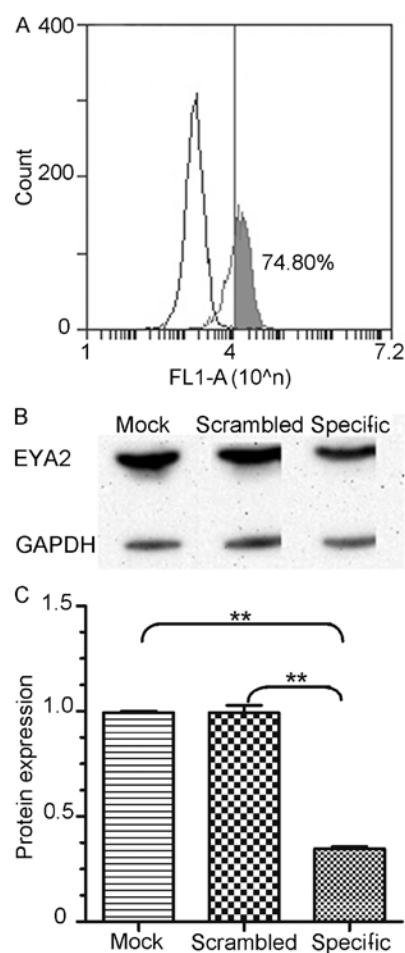 A
400
200
0
Count
74.80%
1
4
7.2
FL1-A (10^n)
B
Mock Scrambled Specific
EYA2
GAPDH
C
1.5
1.0
0.5
0
Protein expression
**
**
Mock Scrambled Specific